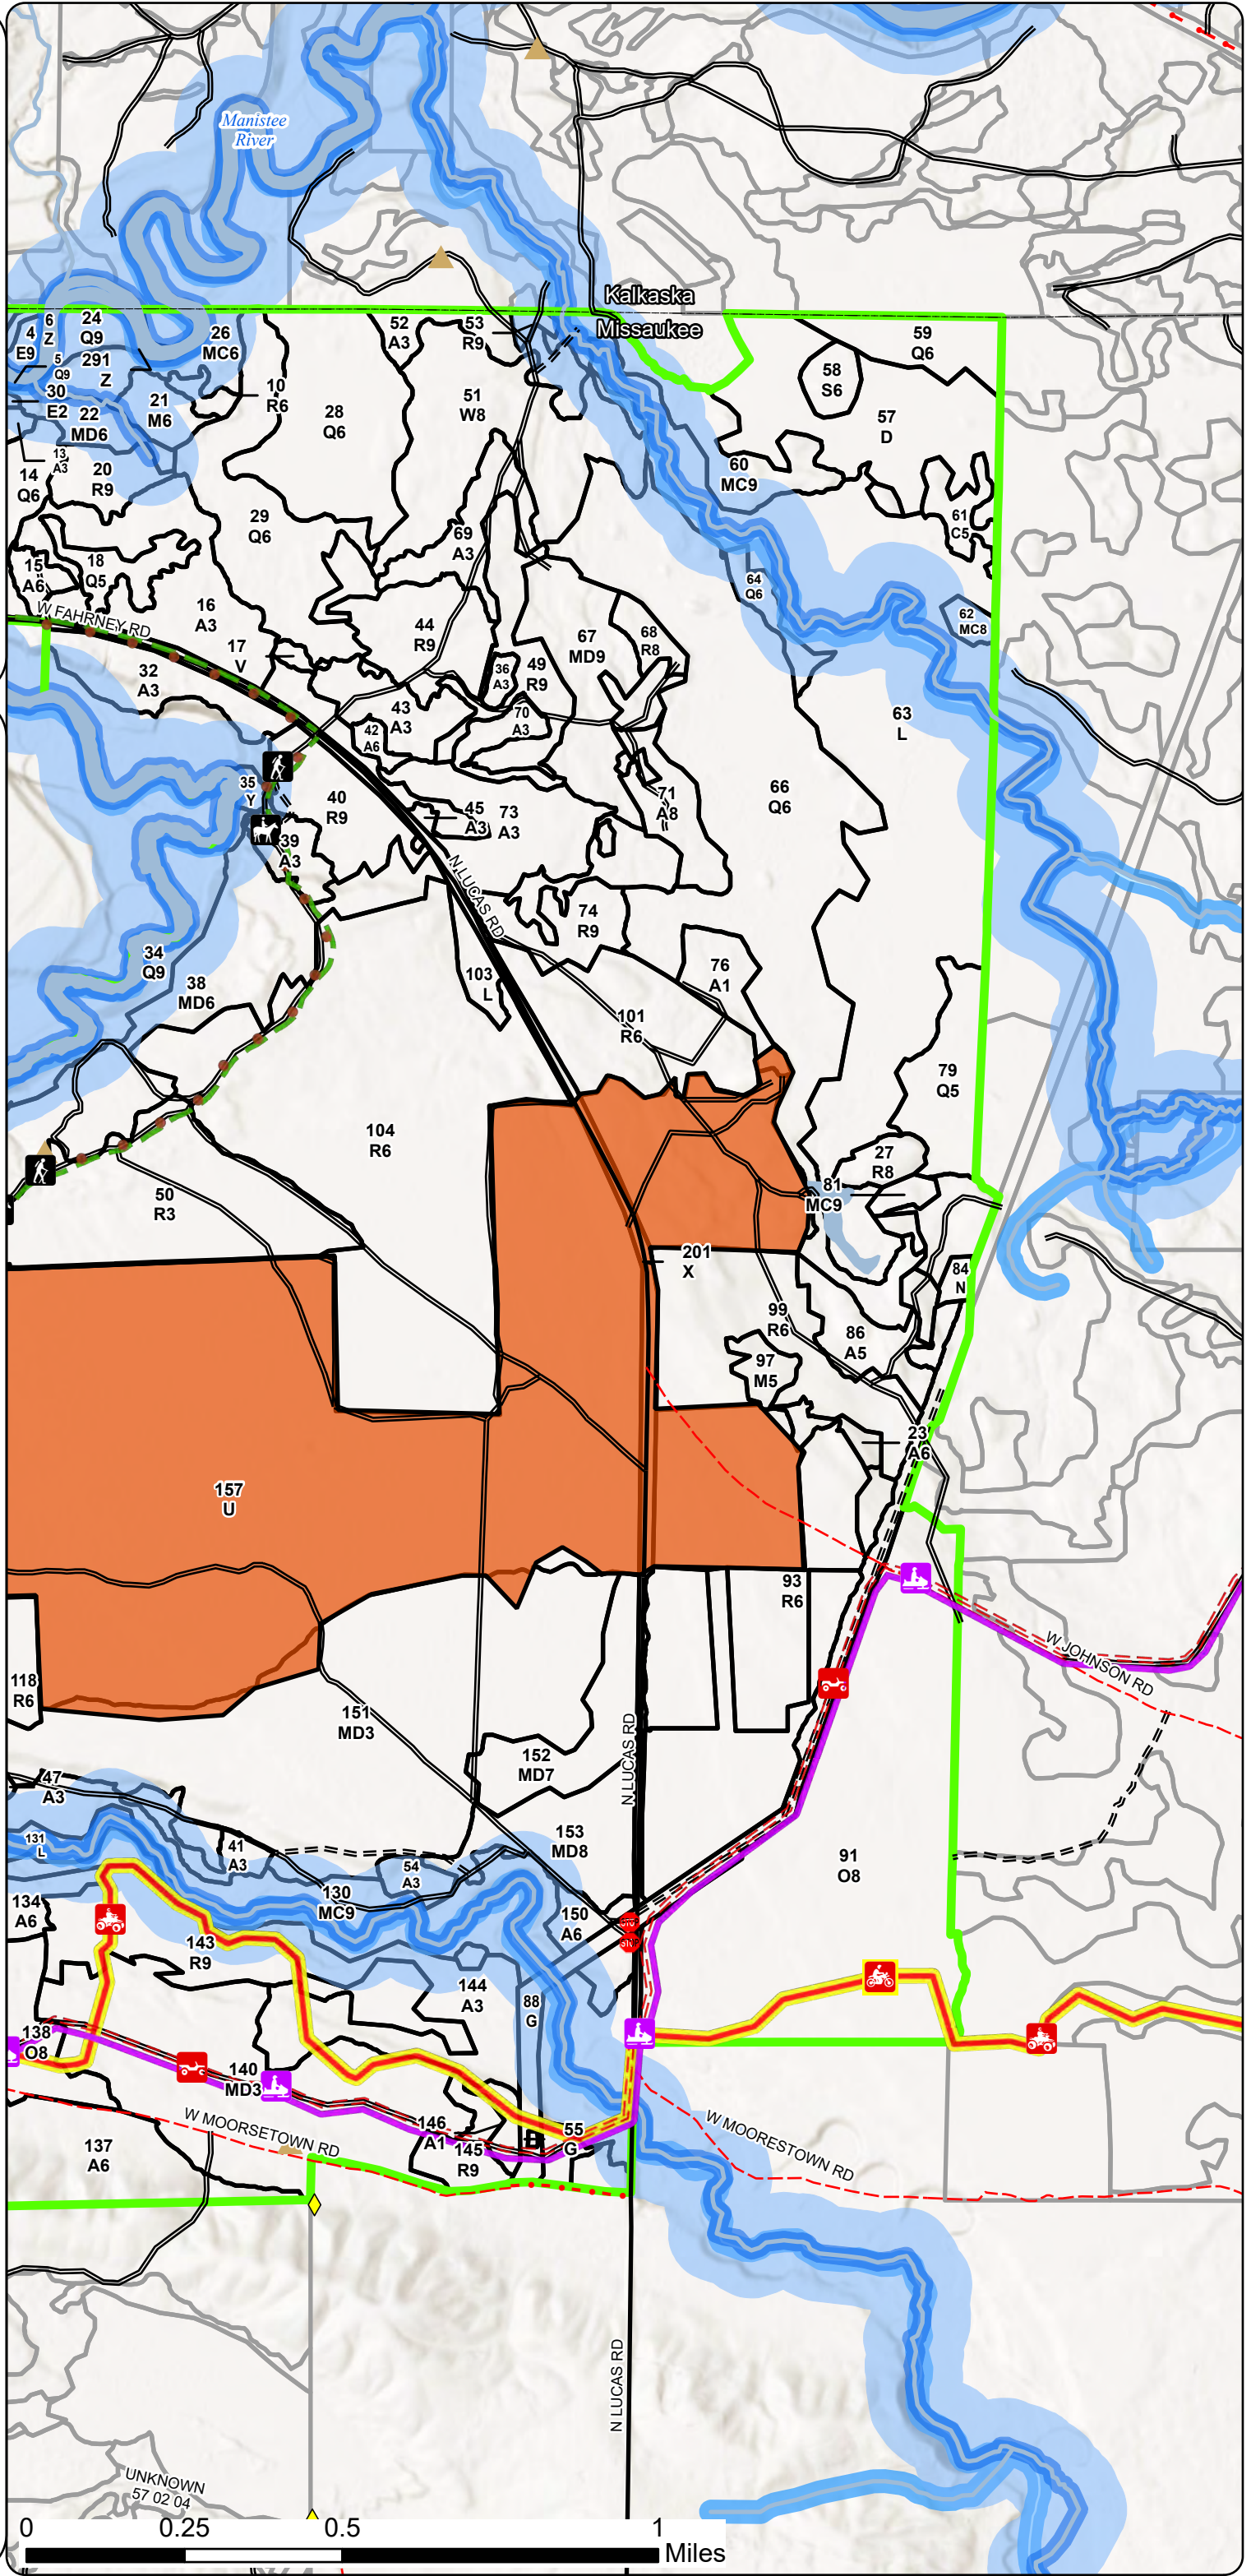 Manistee
River
Kalkaska
Missaukee
6
Z
24
Q9
4
E9
26
MC6
52
A3
53
R9
59
Q6
5
Q9
291
Z
58
S6
30
E2
22
MD6
21
M6
10
R6
28
Q6
51
W8
57
D
13
A3
14
Q6
20
R9
60
MC9
29
Q6
61
C5
69
A3
15
A6
18
Q5
64
Q6
16
A3
62
MC8
W FAHRNEY RD
17
V
44
R9
67
MD9
68
R8
32
A3
36
A3
49
R9
43
A3
70
A3
42
A6
63
L
35
Y
40
R9
45
A3
73
A3
71
A8
66
Q6
39
A3
N LUCAS RD
74
R9
34
Q9
38
MD6
103
L
76
A1
101
R6
79
Q5
104
R6
27
R8
50
R3
81
MC9
201
X
84
N
99
R6
86
A5
97
M5
23
A6
157
U
93
R6
W JOHNSON RD
118
R6
151
MD3
152
MD7
N LUCAS RD
47
A3
153
MD8
131
L
41
A3
54
A3
91
O8
130
MC9
134
A6
150
A6
143
R9
144
A3
88
G
138
O8
140
MD3
W MOORSETOWN RD
146
A1
145
R9
55
G
W MOORESTOWN RD
137
A6
N LUCAS RD
UNKNOWN
57 02 04
0 0.25 0.5 1
Miles